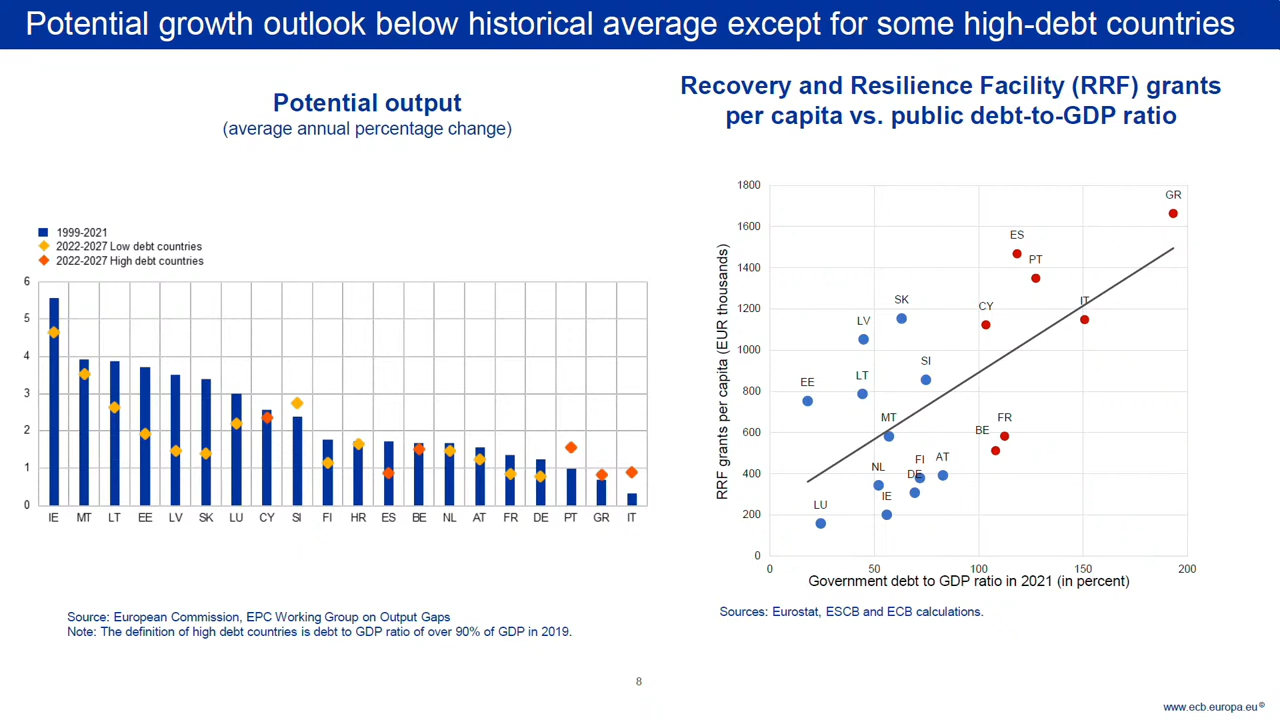 Potential growth outlook below historical average except for some high-debt countries
Potential output
(average annual percentage change)
1999-2021
2022-2027 Low debt countries
2022-2027 High debt countries
6
5
4
3
2
1
0
IE MT LT EE LV SK LU CY SI FI HR ES BE NL AT FR DE PT GR IT
Source: European Commission, EPC Working Group on Output Gaps
Note: The definition of high debt countries is debt to GDP ratio of over 90% of GDP in 2019.
Recovery and Resilience Facility (RRF) grants
per capita vs. public debt-to-GDP ratio
RRF grants per capita (EUR thousands)
1800
1600
1400
1200
1000
800
600
400
200
0
GR
ES
PT
SK
CY
IT
LV
SI
EE
LT
MT
FR
BE
FI
AT
NL
DE
IE
LU
0 50 100 150 200
Government debt to GDP ratio in 2021 (in percent)
Sources: Eurostat, ESCB and ECB calculations.
8
www.ecb.europa.eu ©